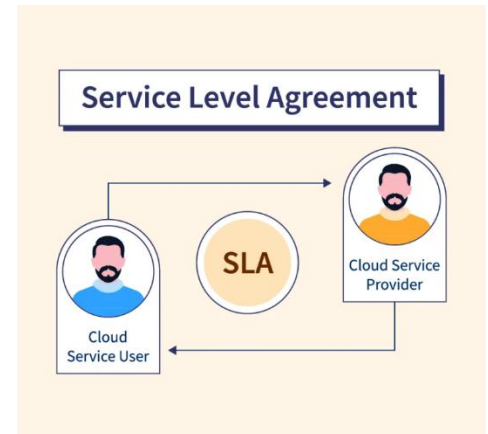 Service Level Agreement
SLA
Cloud Service
Provider
Cloud
Service User